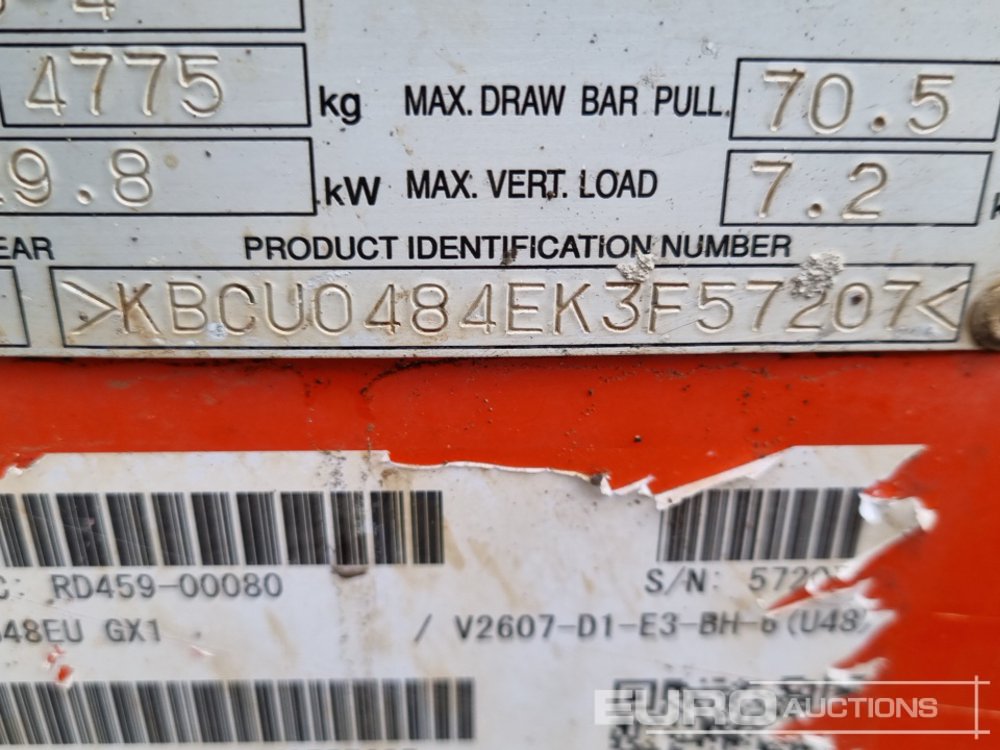 4775 kg MAX. DRAW BAR PULL 70.5
9.8 kW MAX. VERT. LOAD 7.2
EAR PRODUCT IDENTIFICATION NUMBER
>KBCU0484EK3F57207<
C: RD459-00080 S/N: 5720
48EU GX1 / V2607-D1-E3-BH-6(U48)
EURO AUCTIONS